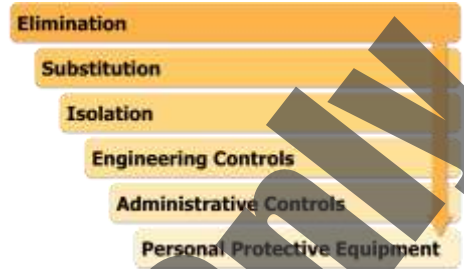 Elimination
Substitution
Isolation
Engineering Controls
Administrative Controls
Personal Protective Equipment